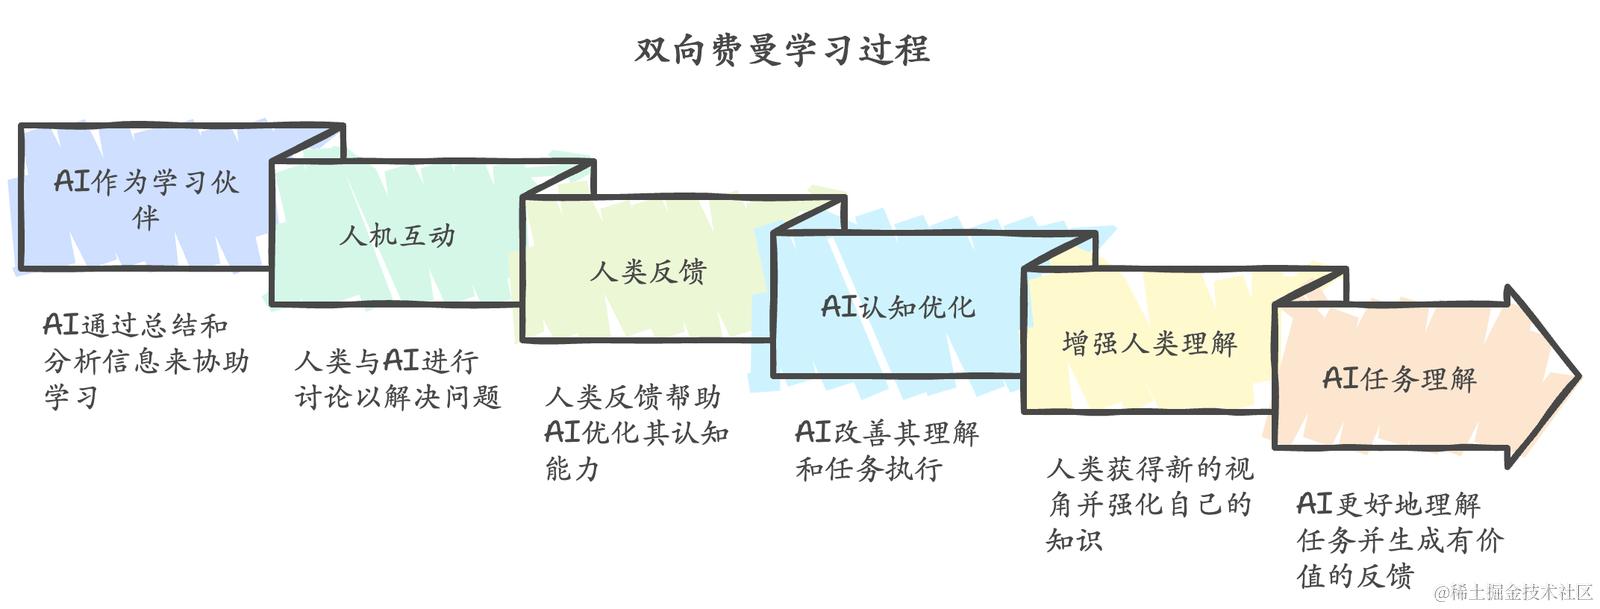 双向费曼学习过程
AI作为学习伙
伴
AI通过总结和
分析信息来协助
学习
人机互动
人类与AI进行
讨论以解决问题
人类反馈
人类反馈帮助
AI优化其认知
能力
AI认知优化
AI改善其理解
和任务执行
增强人类理解
人类获得新的视
角并强化自己的
知识
AI任务理解
AI更好地理解
任务并生成有价
值的反馈
@稀土掘金技术社区